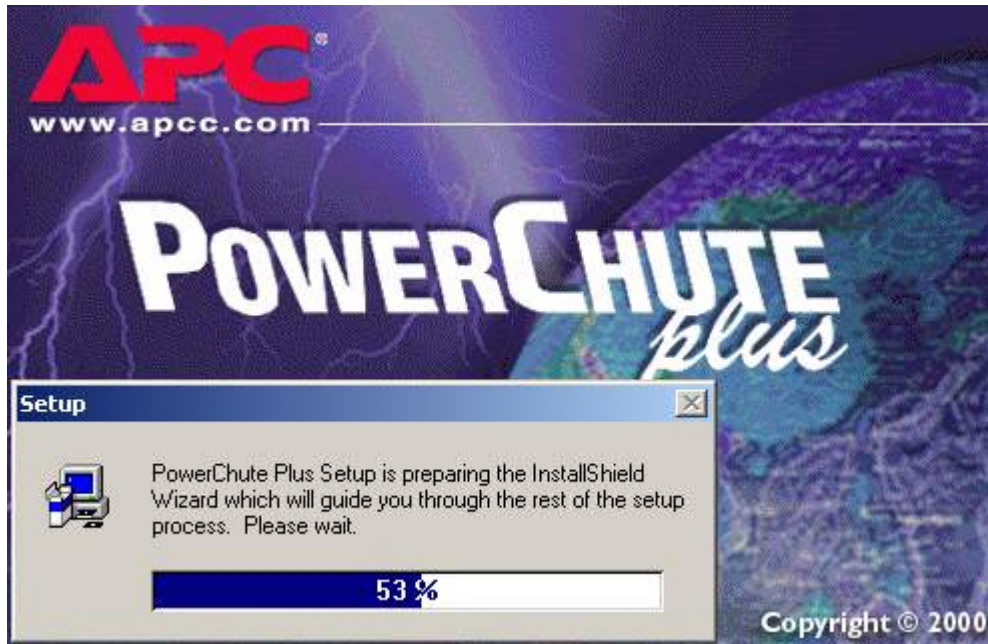 APC®
www.apcc.com
POWERCHUTE
plus
Setup
PowerChute Plus Setup is preparing the InstallShield
Wizard which will guide you through the rest of the setup
process.  Please wait.
53 %
Copyright © 2000